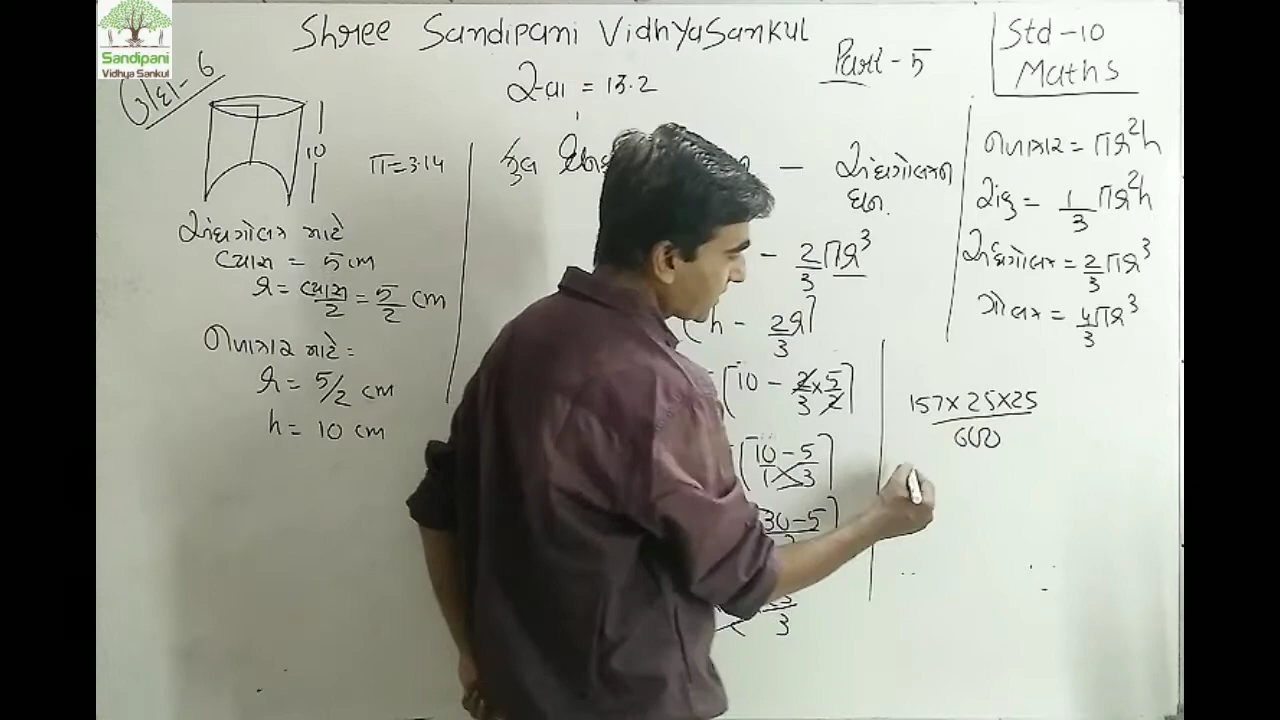 Sandipani
Vidhya Sankul
Shree Sandipani VidhyaSankul
Part - 5
Std - 10
Maths
ઉદા - 6
સ્વા = 13.2
10
π = 3.14
અર્ધગોલક માટે
વ્યાસ = 5 cm
r = વ્યાસ/2 = 5/2 cm
નળાકાર માટે :
r = 5/2 cm
h = 10 cm
કુલ
- અર્ધગોલકનું
ઘન.
- 2/3 πr³
h - 2r/3
[10 - 2/3 × 5/2]
[10/1 - 5/3]
30 - 5
3
નળાકાર = πr²h
શંકુ = 1/3 πr²h
અર્ધગોલક = 2/3 πr³
ગોલક = 4/3 πr³
157 × 25 × 25